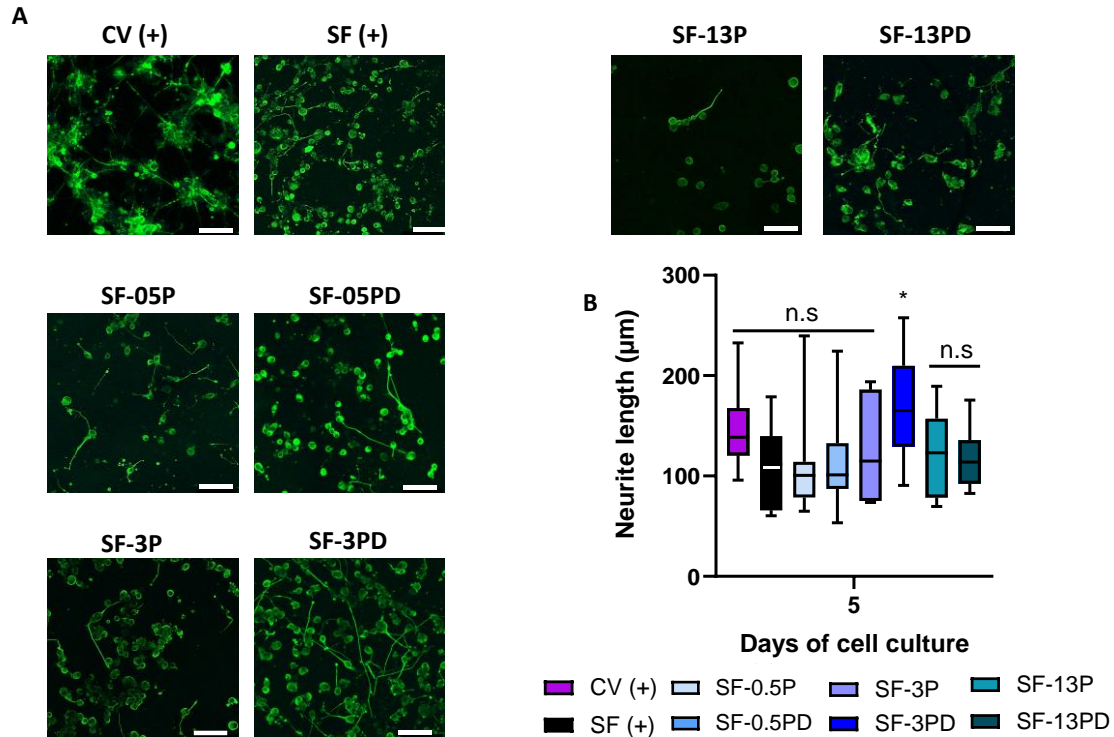 A
CV (+) SF (+) SF-13P SF-13PD
SF-05P SF-05PD
SF-3P SF-3PD
B
300
200
100
0
Neurite length (µm)
n.s
*
n.s
5
Days of cell culture
CV (+) SF-0.5P SF-3P SF-13P
SF (+) SF-0.5PD SF-3PD SF-13PD